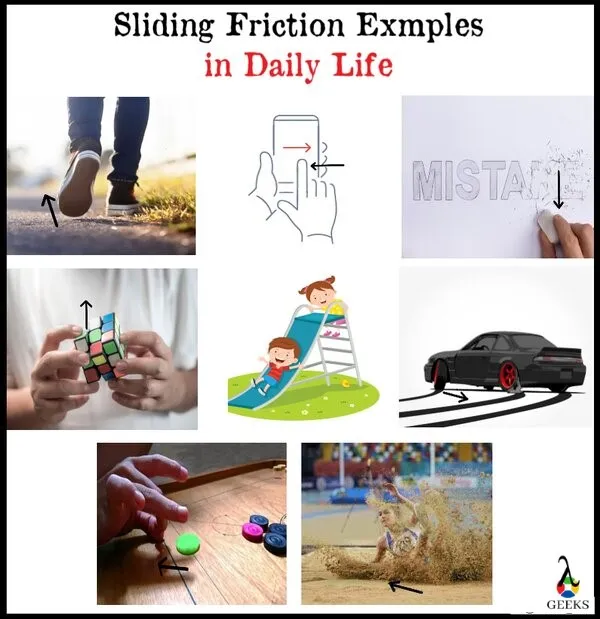 Sliding Friction Exmples
in Daily Life
MISTA
λ
GEEKS